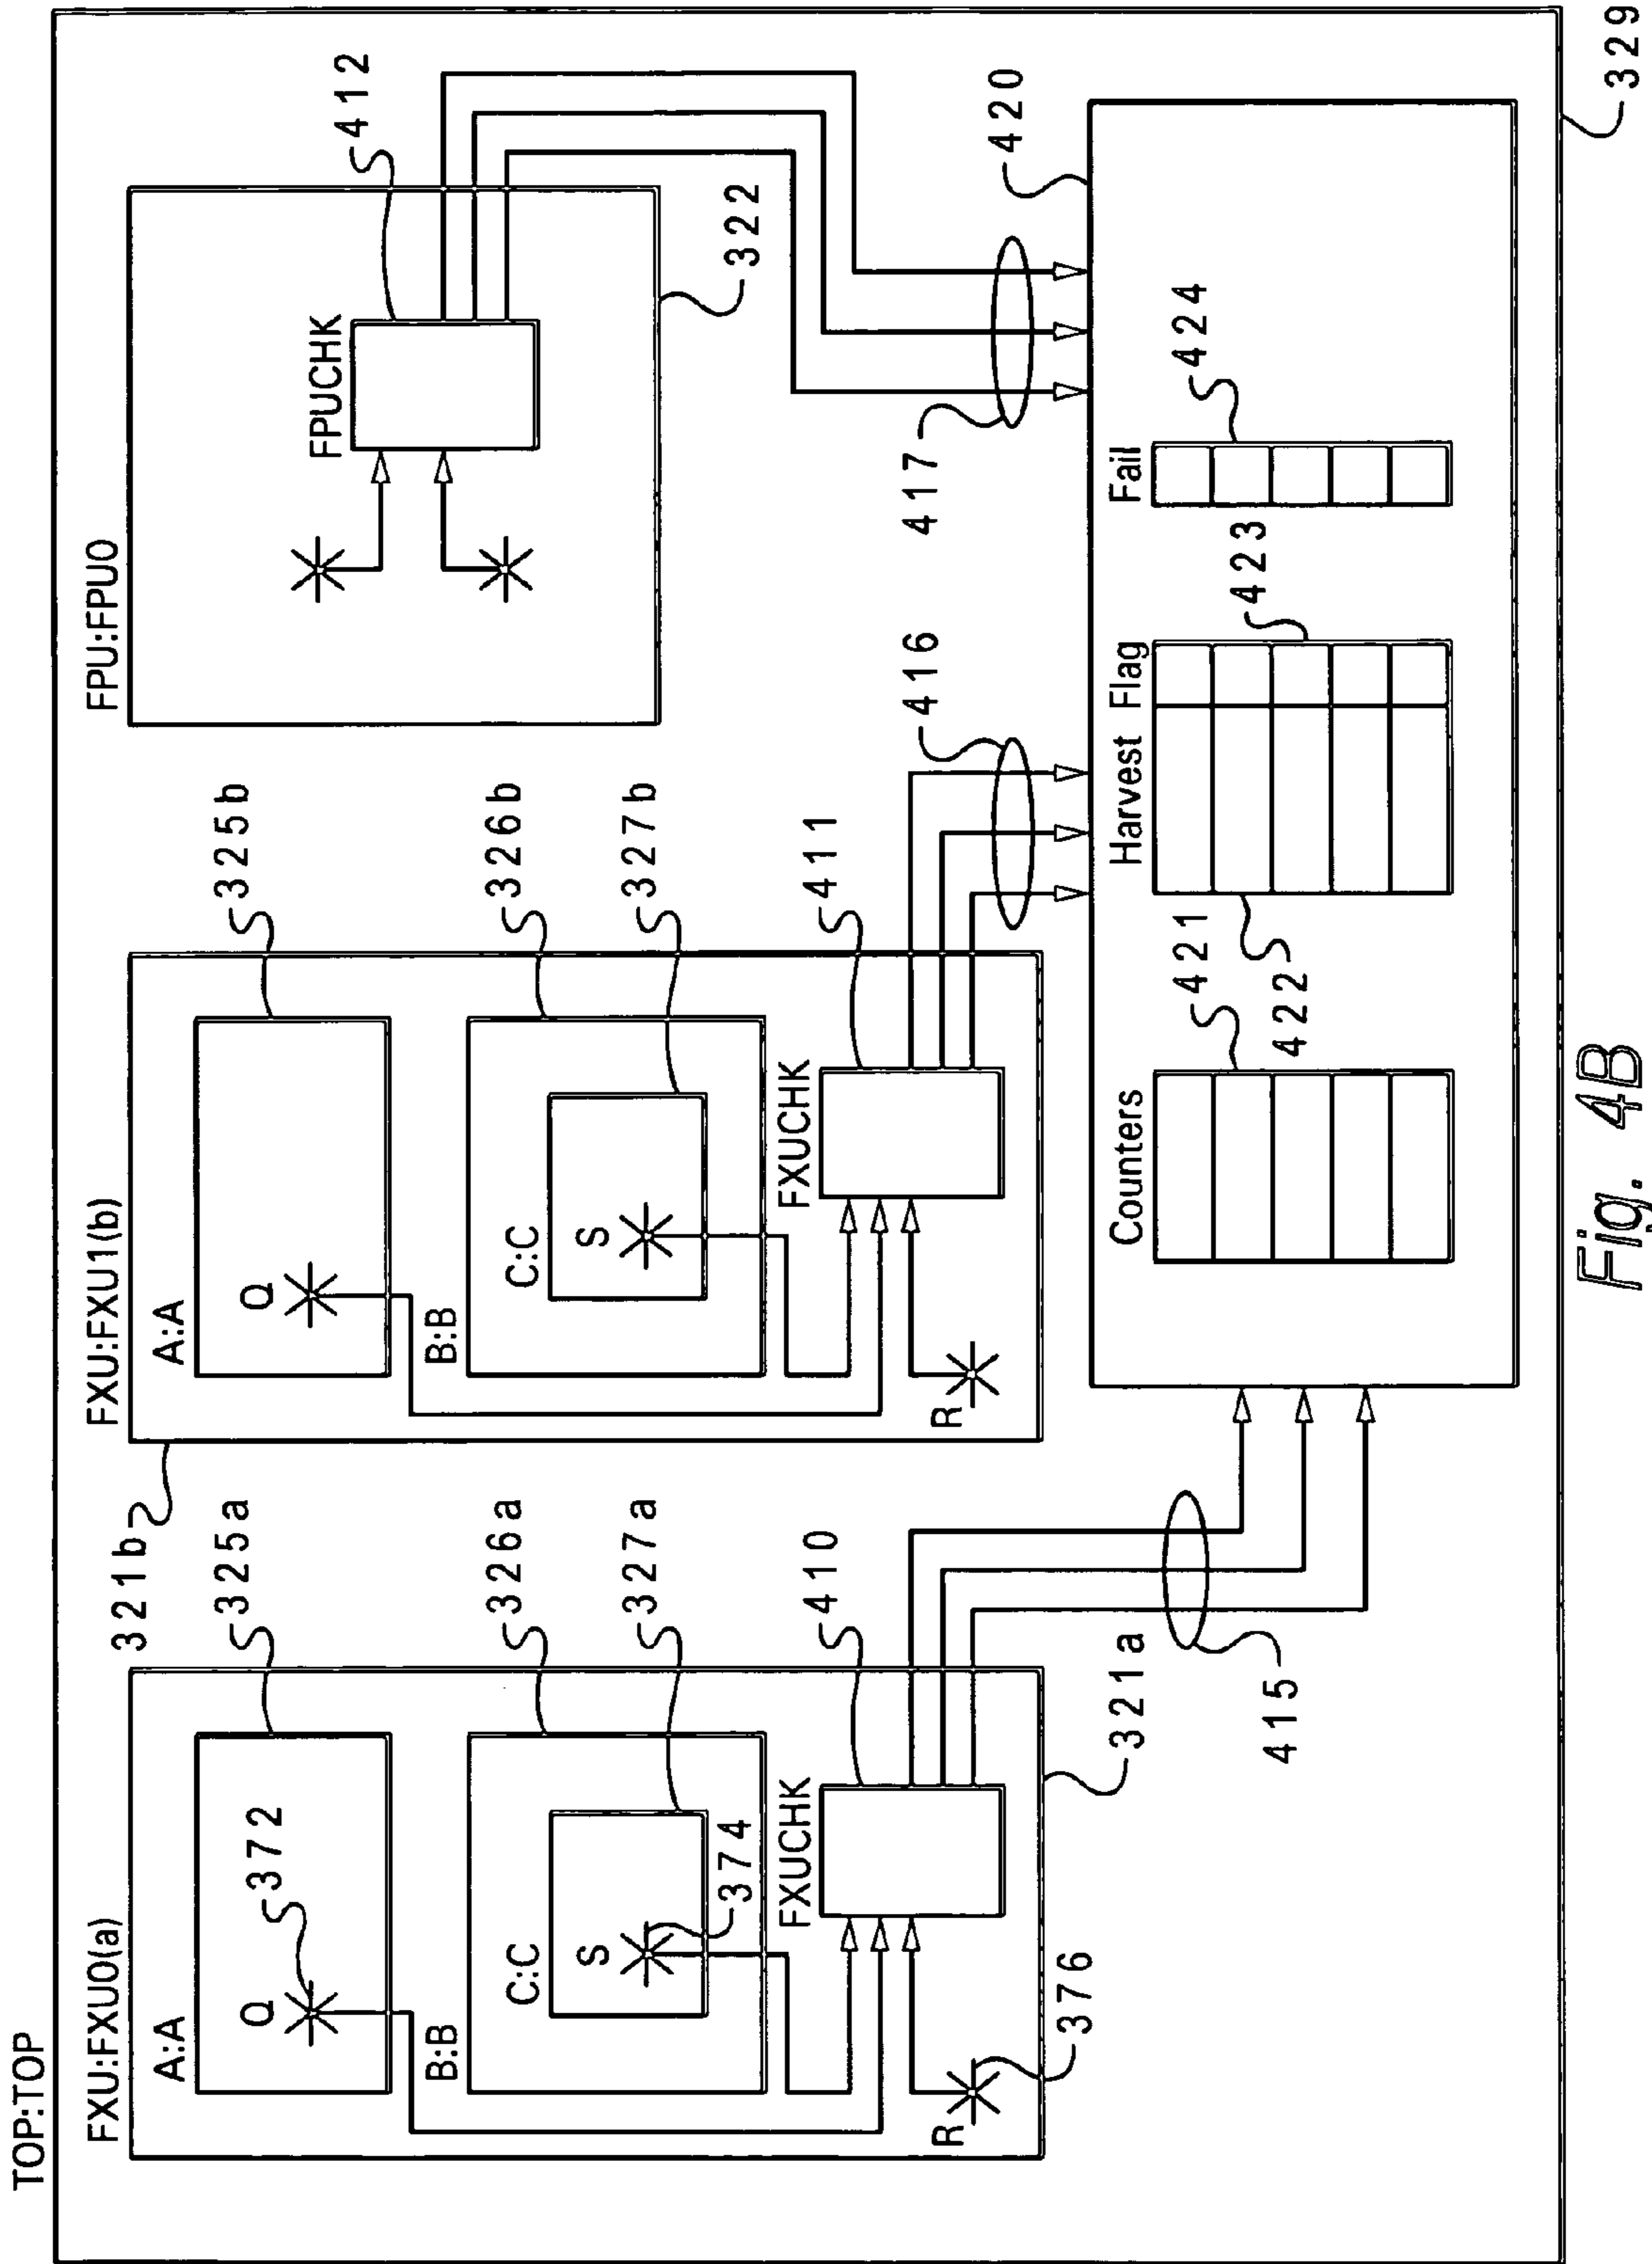 TOP:TOP
FXU:FXU0(a)
A:A
Q
372
325a
B:B
C:C
S
374
326a
327a
FXUCHK
410
R
376
321a
415
321b
FXU:FXU1(b)
A:A
Q
325b
B:B
C:C
S
326b
327b
FXUCHK
411
R
416
FPU:FPU0
FPUCHK
412
322
417
420
Counters
421
422
Harvest Flag
423
Fail
424
329
Fig. 4B